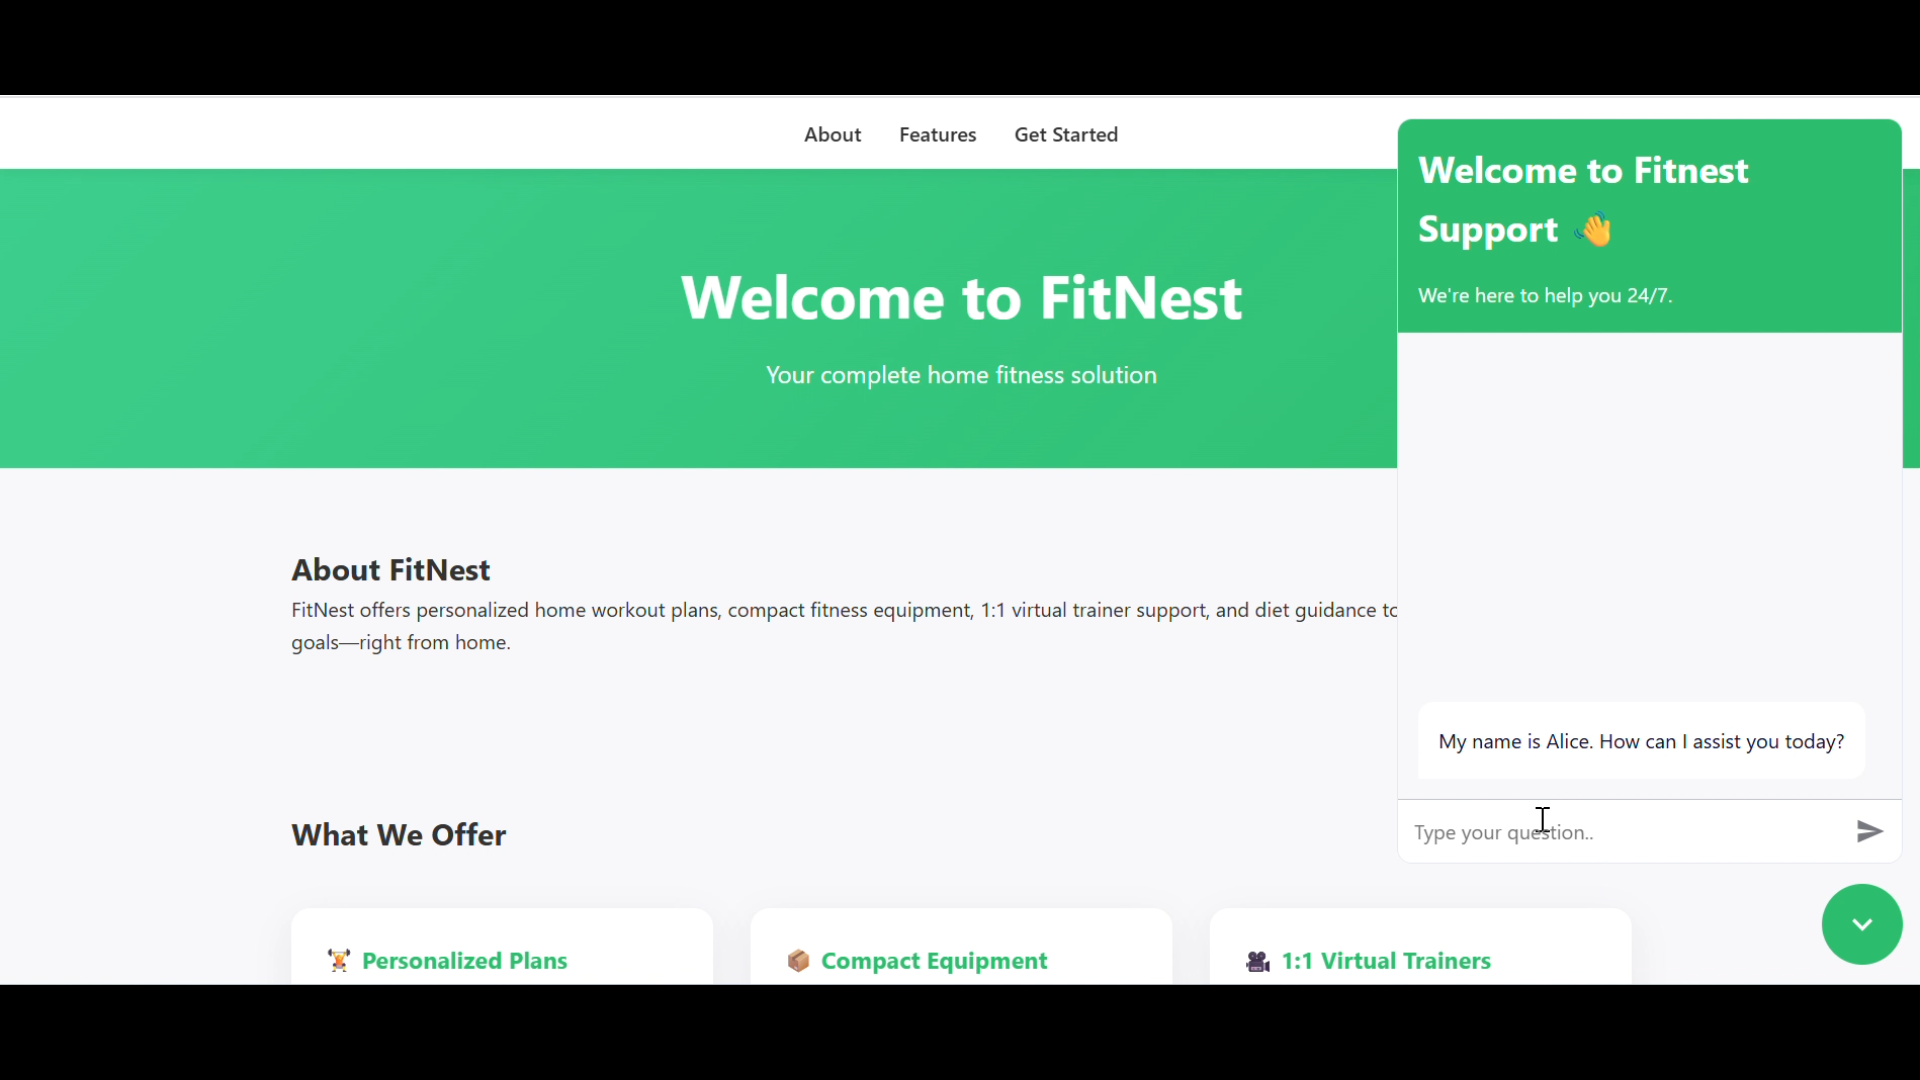 About Features Get Started
Welcome to FitNest
Your complete home fitness solution
About FitNest
FitNest offers personalized home workout plans, compact fitness equipment, 1:1 virtual trainer support, and diet guidance to
goals—right from home.
What We Offer
🏋️ Personalized Plans
📦 Compact Equipment
🎥 1:1 Virtual Trainers
Welcome to Fitnest
Support 👋
We're here to help you 24/7.
My name is Alice. How can I assist you today?
Type your question..